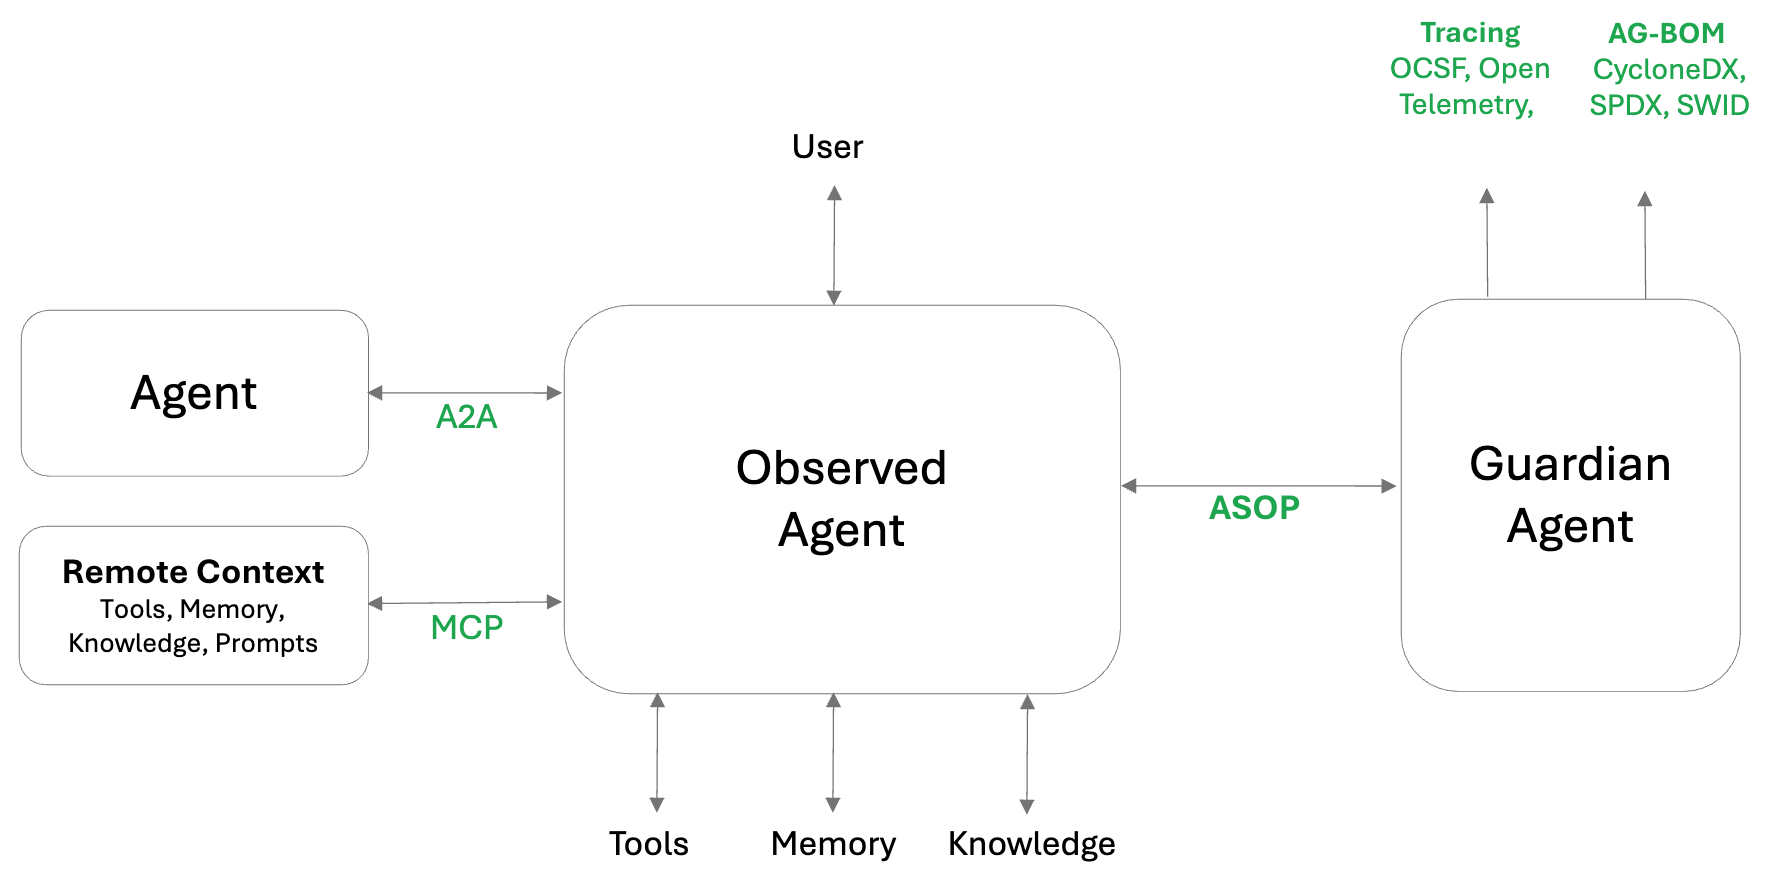 Tracing
OCSF, Open
Telemetry,
AG-BOM
CycloneDX,
SPDX, SWID
User
Agent
A2A
Remote Context
Tools, Memory,
Knowledge, Prompts
MCP
Observed
Agent
ASOP
Guardian
Agent
Tools
Memory
Knowledge